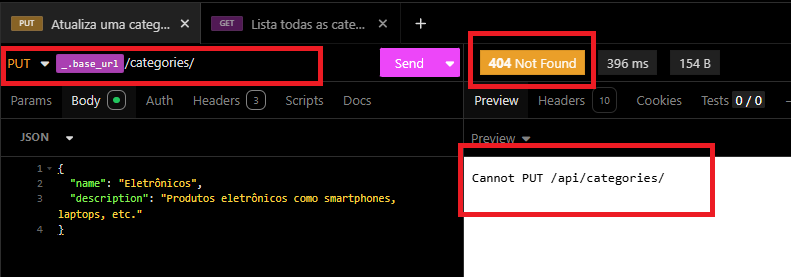 PUT Atualiza uma categ... × GET Lista todas as cate... +
PUT _.base_url/categories/ Send 404 Not Found 396 ms 154 B
Params Body Auth Headers 3 Scripts Docs Preview Headers 10 Cookies Tests 0 / 0
JSON Preview
1 {
2 "name": "Eletrônicos",
3 "description": "Produtos eletrônicos como smartphones,
laptops, etc."
4 }
Cannot PUT /api/categories/